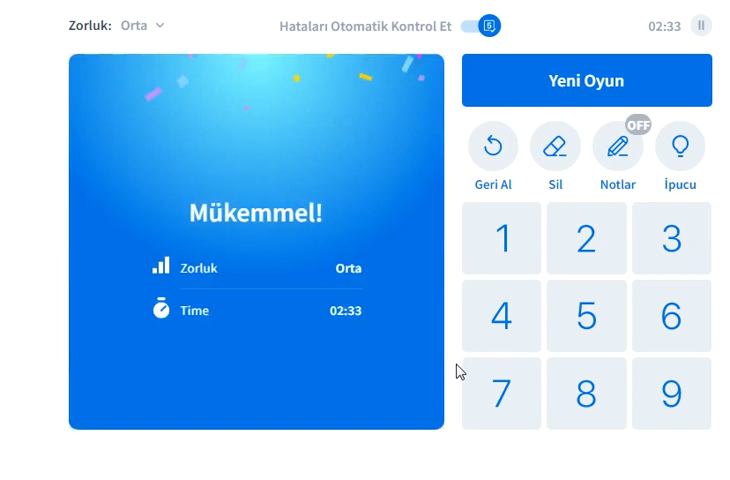 Zorluk: Orta
Hataları Otomatik Kontrol Et
02:33
Yeni Oyun
OFF
Geri Al
Sil
Notlar
İpucu
Mükemmel!
Zorluk Orta
Time 02:33
1 2 3
4 5 6
7 8 9